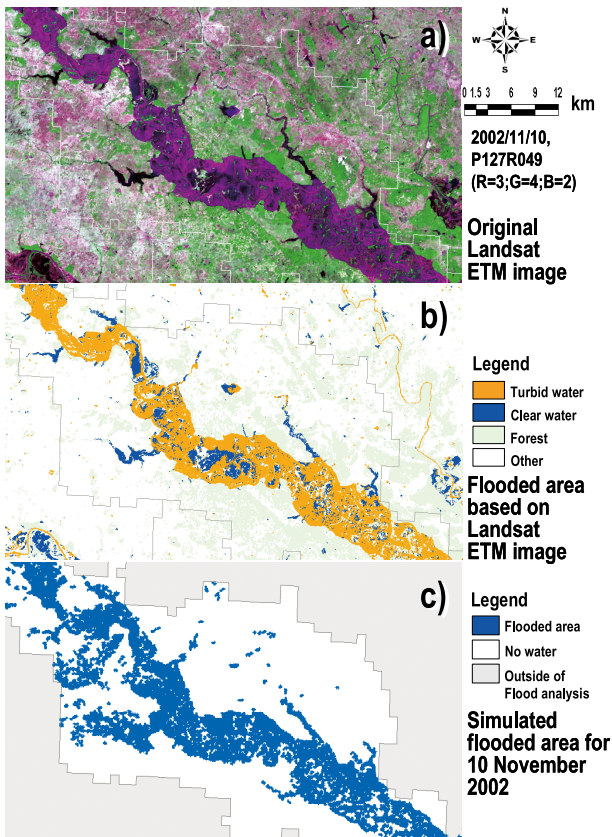 a)
N
W E
S
0 1.5 3 6 9 12
km
2002/11/10,
P127R049
(R=3;G=4;B=2)
Original
Landsat
ETM image
b)
Legend
Turbid water
Clear water
Forest
Other
Flooded area
based on
Landsat
ETM image
c)
Legend
Flooded area
No water
Outside of
Flood analysis
Simulated
flooded area for
10 November
2002